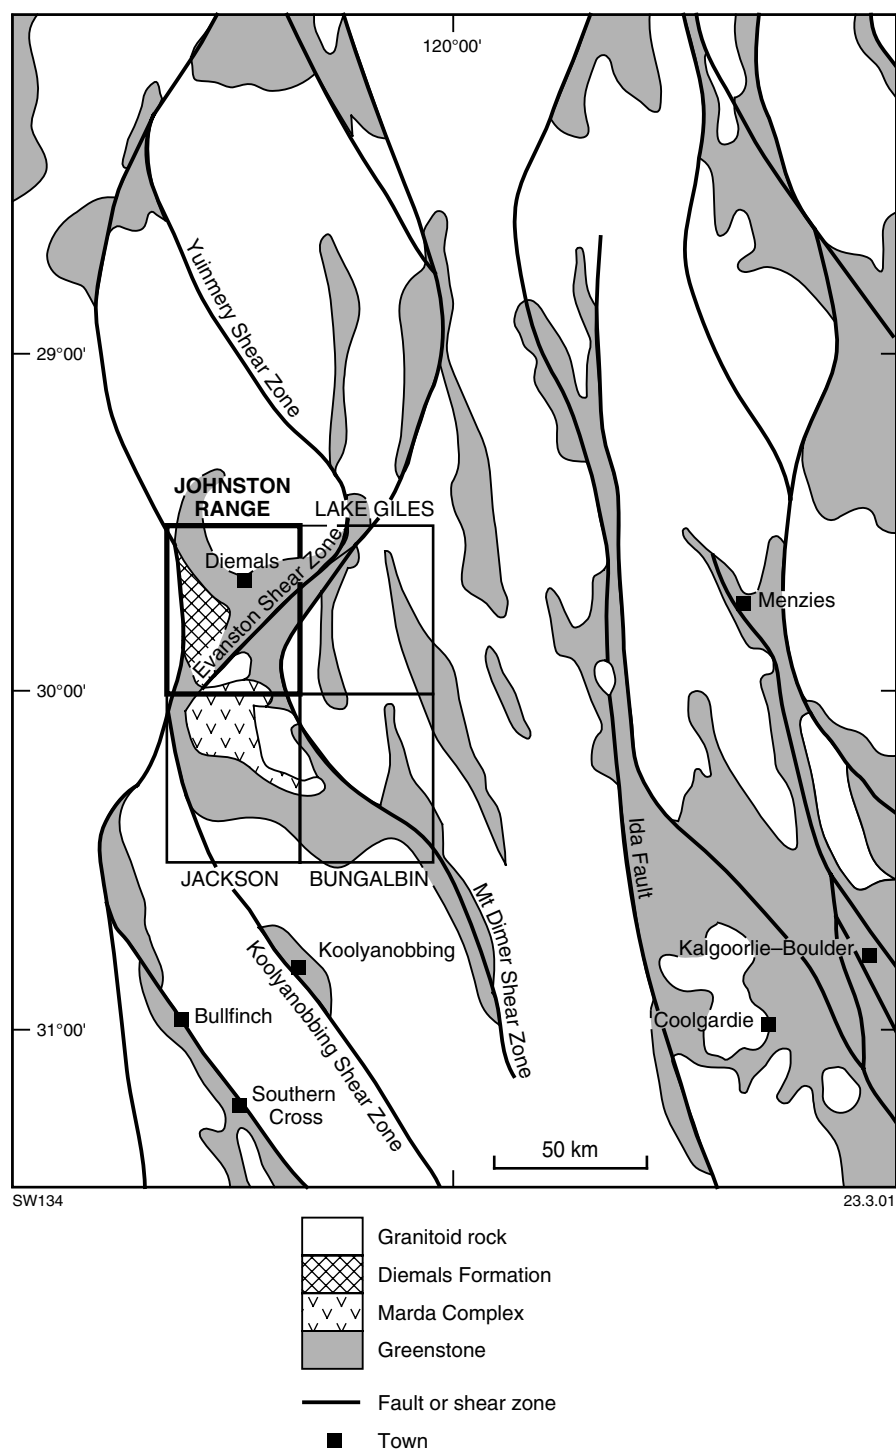 120°00'
Yuinmery Shear Zone
29°00'
JOHNSTON
RANGE
LAKE GILES
Diemals
Evanston Shear Zone
Menzies
30°00'
Ida Fault
JACKSON
BUNGALBIN
Mt Dimer Shear Zone
Koolyanobbing
Koolyanobbing Shear Zone
Kalgoorlie–Boulder
Bullfinch
Coolgardie
31°00'
Southern
Cross
50 km
SW134
23.3.01
Granitoid rock
Diemals Formation
Marda Complex
Greenstone
Fault or shear zone
Town